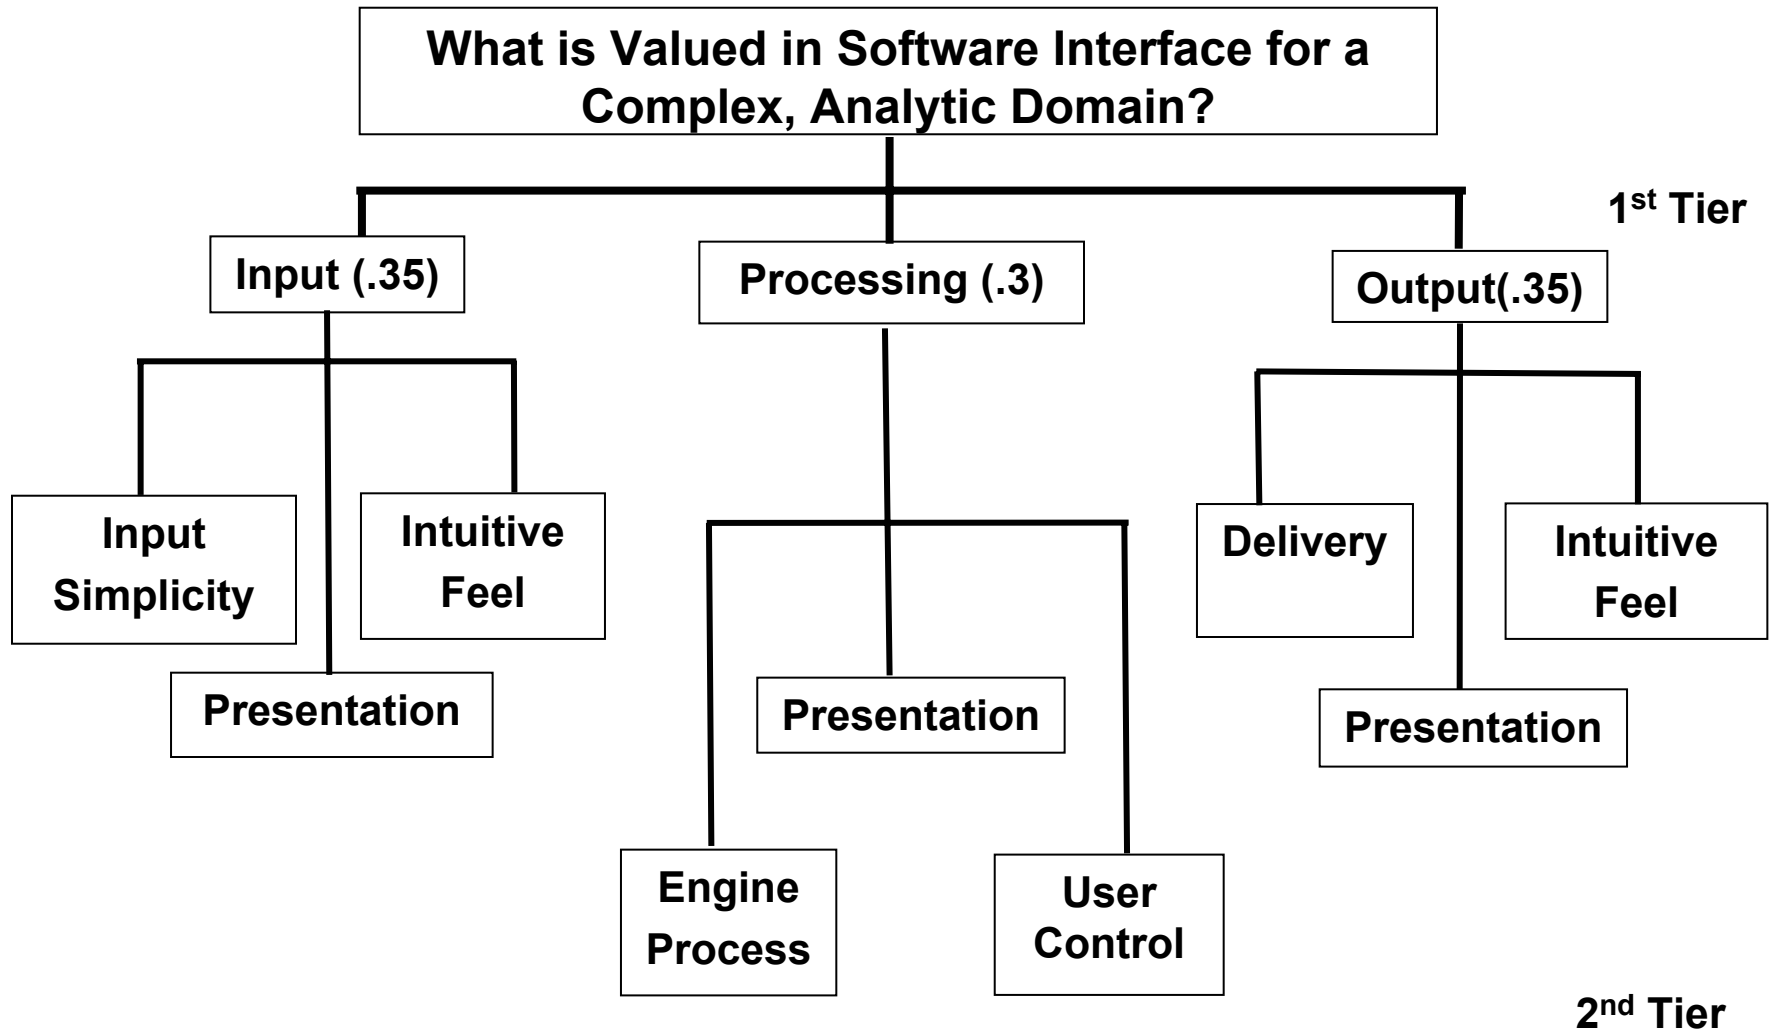 What is Valued in Software Interface for a
Complex, Analytic Domain?
1st Tier
Input (.35)
Processing (.3)
Output(.35)
Input
Simplicity
Intuitive
Feel
Delivery
Intuitive
Feel
Presentation
Presentation
Presentation
Engine
Process
User
Control
2nd Tier